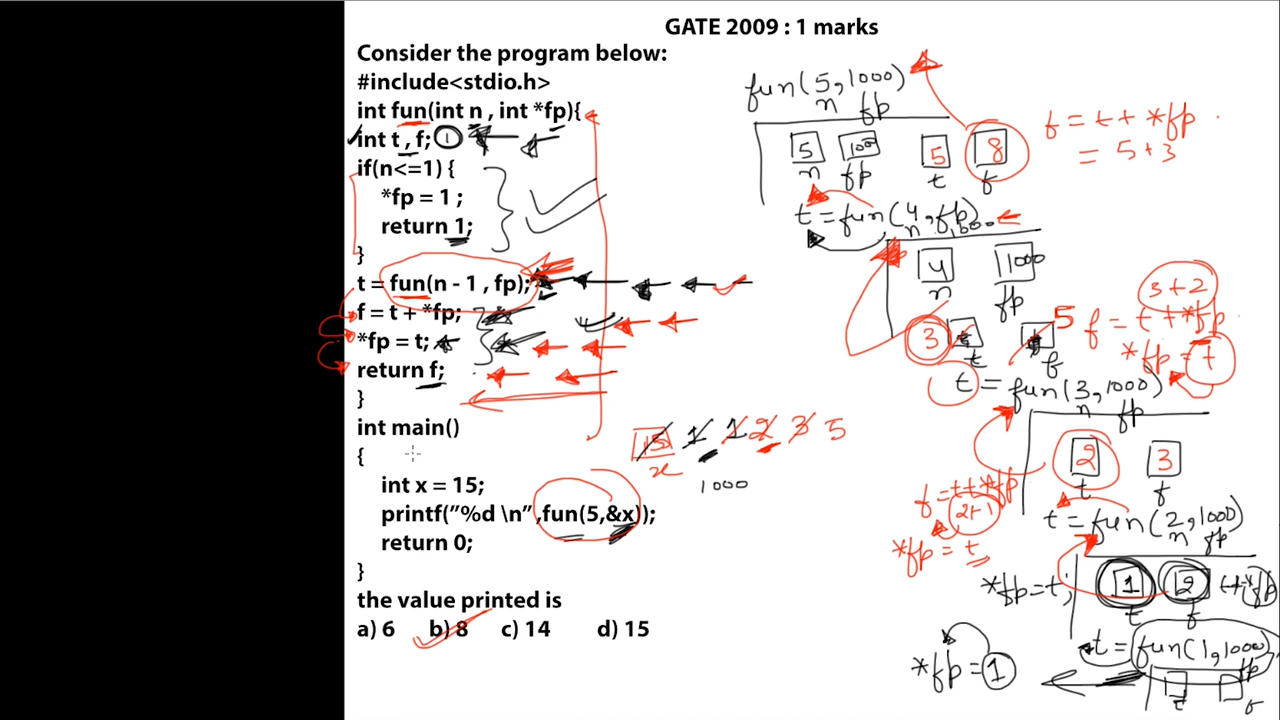 GATE 2009 : 1 marks
Consider the program below:
#include<stdio.h>
int fun(int n , int *fp){
int t , f; 1
if(n<=1) {
*fp = 1 ;
return 1;
}
t = fun(n - 1 , fp);
f = t + *fp;
*fp = t;
return f;
}
int main()
{
int x = 15;
printf("%d \n" ,fun(5,&x));
return 0;
}
the value printed is
a) 6 b) 8 c) 14 d) 15
15 1 1 2 3 5
x
1000
fun(5,1000)
n fp
5 100 5 8
n fp t f
f = t + *fp
= 5+3
t = fun(4,fp)
n 1000
4 1000
n fp
3 t f 5
3+2
f = t + *fp
*fp = t
t = fun(3,1000)
n fp
2 3
t f
f = t + *fp
2+1
*fp = t
t = fun(2,1000)
n fp
*fp = t; 1 2 t+*fp
t f
t = fun(1,1000)
fp
*fp = 1
t f